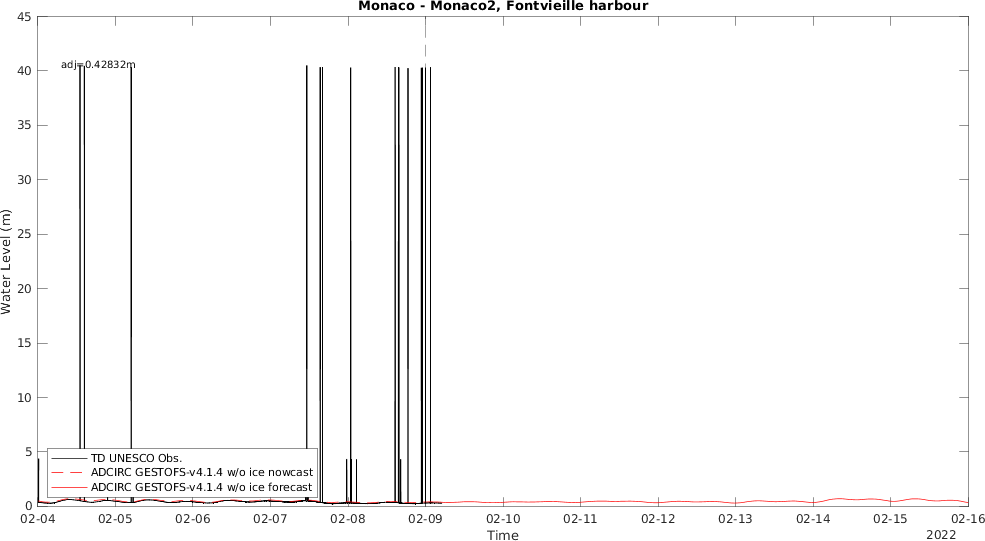 Monaco - Monaco2, Fontvieille harbour
45
40
35
30
25
20
15
10
5
0
Water Level (m)
adj=0.42832m
TD UNESCO Obs.
ADCIRC GESTOFS-v4.1.4 w/o ice nowcast
ADCIRC GESTOFS-v4.1.4 w/o ice forecast
02-04 02-05 02-06 02-07 02-08 02-09 02-10 02-11 02-12 02-13 02-14 02-15 02-16
Time
2022